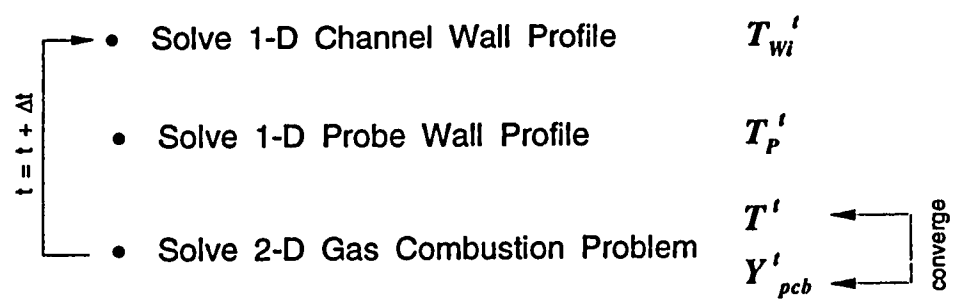 • Solve 1-D Channel Wall Profile T_Wi^t
• Solve 1-D Probe Wall Profile T_P^t
• Solve 2-D Gas Combustion Problem T^t
Y^t_pcb
t = t + Δt
converge